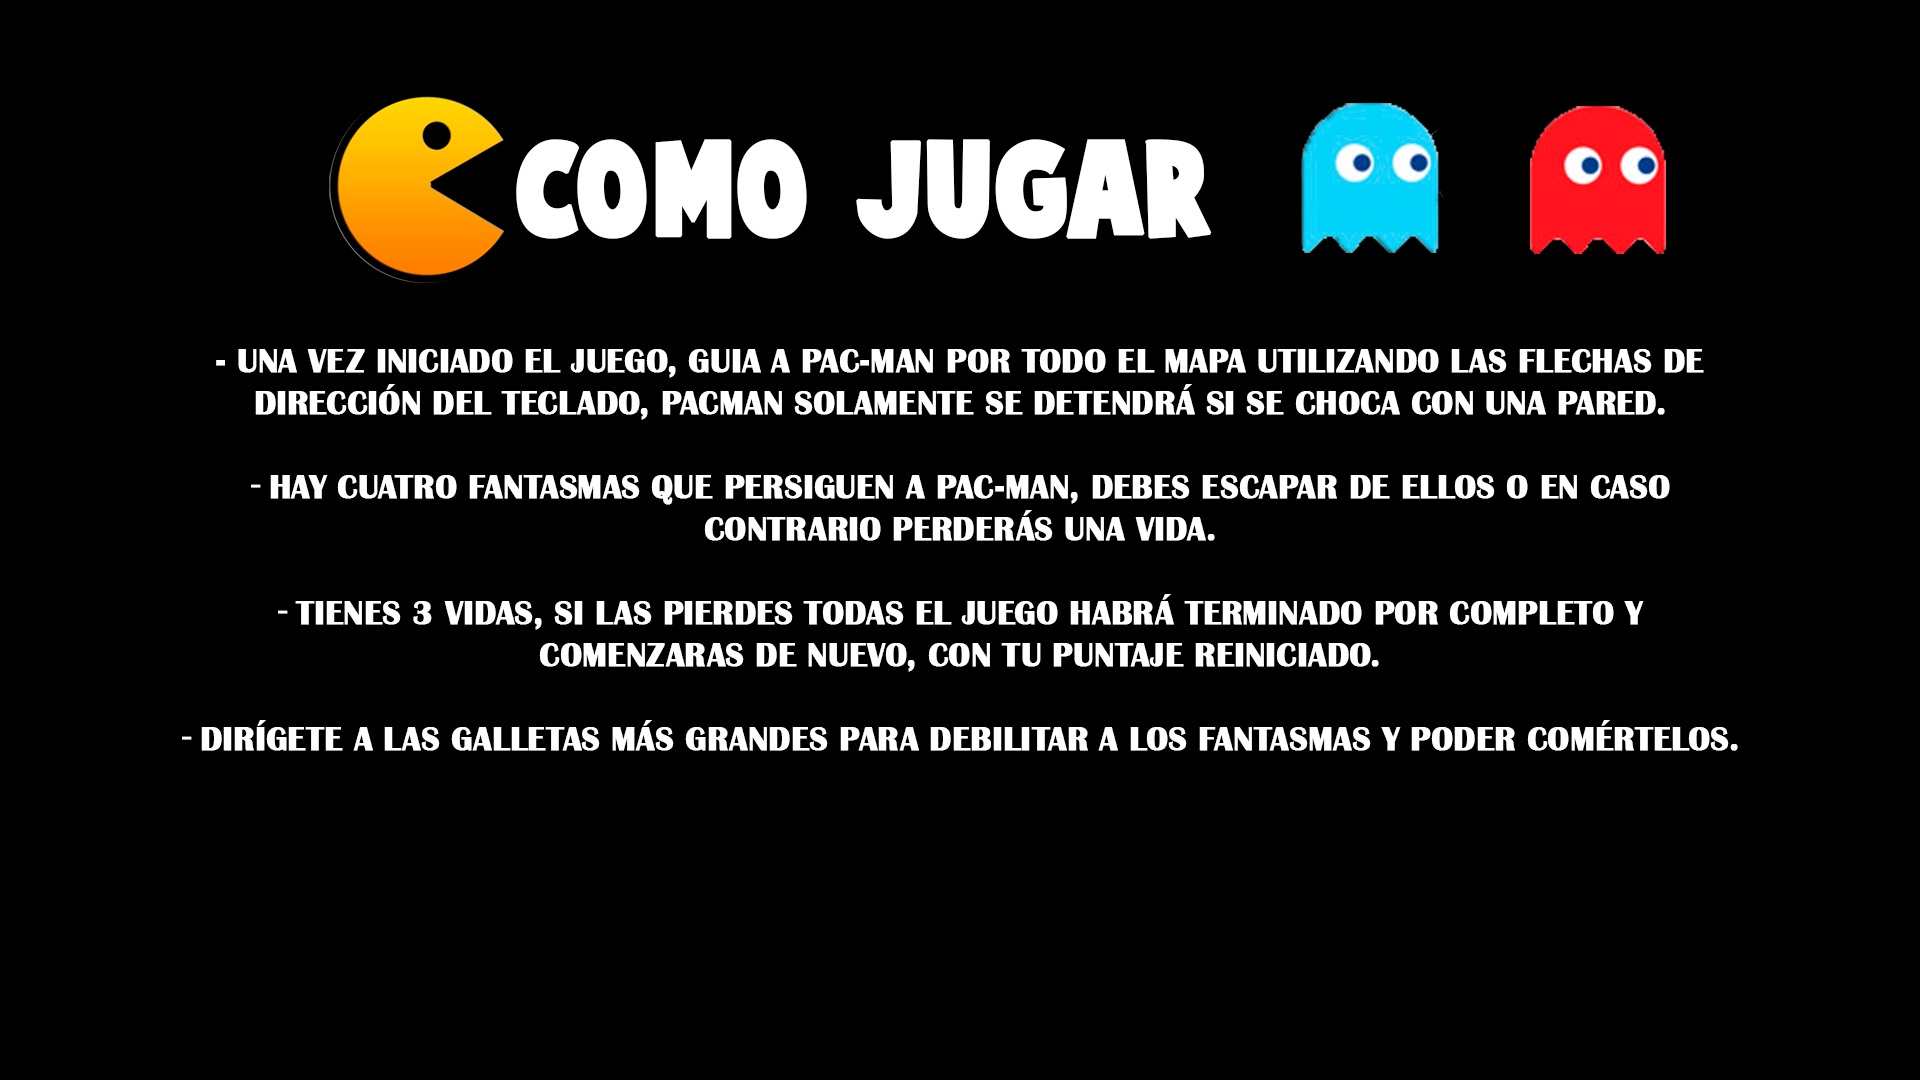 COMO JUGAR
- UNA VEZ INICIADO EL JUEGO, GUIA A PAC-MAN POR TODO EL MAPA UTILIZANDO LAS FLECHAS DE
DIRECCIÓN DEL TECLADO, PACMAN SOLAMENTE SE DETENDRÁ SI SE CHOCA CON UNA PARED.
- HAY CUATRO FANTASMAS QUE PERSIGUEN A PAC-MAN, DEBES ESCAPAR DE ELLOS O EN CASO
CONTRARIO PERDERÁS UNA VIDA.
- TIENES 3 VIDAS, SI LAS PIERDES TODAS EL JUEGO HABRÁ TERMINADO POR COMPLETO Y
COMENZARAS DE NUEVO, CON TU PUNTAJE REINICIADO.
- DIRÍGETE A LAS GALLETAS MÁS GRANDES PARA DEBILITAR A LOS FANTASMAS Y PODER COMÉRTELOS.